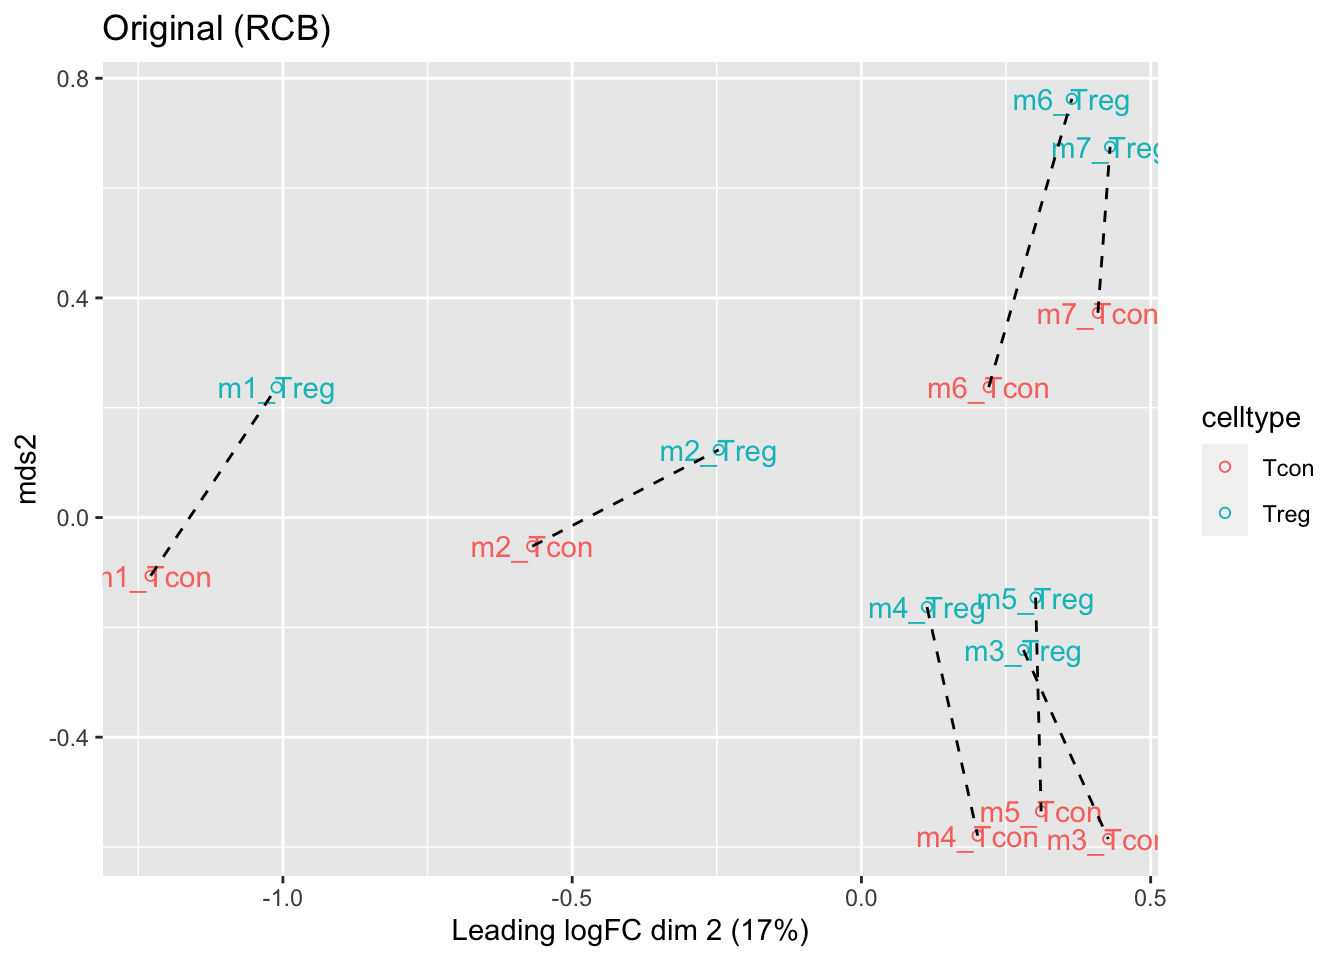 Original (RCB)
0.8
0.4
0.0
-0.4
mds2
m6_Treg
m7_Treg
m7_Tcon
m6_Tcon
m1_Treg
m2_Treg
m2_Tcon
m1_Tcon
m4_Treg
m5_Treg
m3_Treg
m5_Tcon
m4_Tcon
m3_Tcon
-1.0 -0.5 0.0 0.5
Leading logFC dim 2 (17%)
celltype
Tcon
Treg